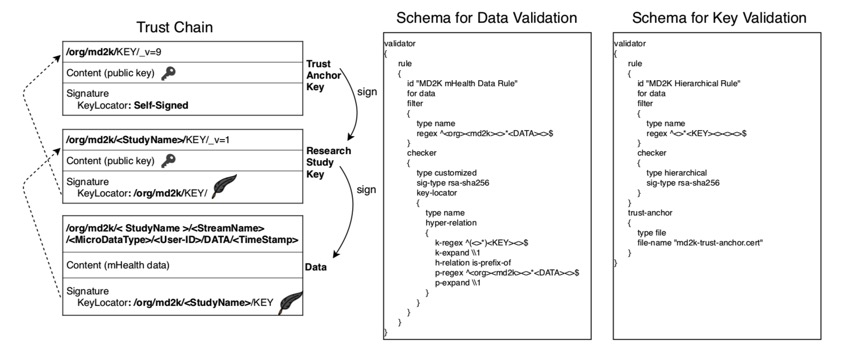 Trust Chain
/org/md2k/KEY/_v=9
Content (public key)
Signature
KeyLocator: Self-Signed
Trust
Anchor
Key
sign
/org/md2k/<StudyName>/KEY/_v=1
Content (public key)
Signature
KeyLocator: /org/md2k/KEY/
Research
Study
Key
sign
/org/md2k/< StudyName >/<StreamName>
/<MicroDataType>/<User-ID>/DATA/<TimeStamp>
Content (mHealth data)
Data
Signature
KeyLocator: /org/md2k/<StudyName>/KEY
Schema for Data Validation
validator
{
rule
{
id "MD2K mHealth Data Rule"
for data
filter
{
type name
regex ^<org><md2k><>*<DATA><>$
}
checker
{
type customized
sig-type rsa-sha256
key-locator
{
type name
hyper-relation
{
k-regex ^(<>*)<KEY><>$
k-expand \\1
h-relation is-prefix-of
p-regex ^<org><md2k><>*<DATA><>$
p-expand \\1
}
}
}
}
}
Schema for Key Validation
validator
{
rule
{
id "MD2K Hierarchical Rule"
for data
filter
{
type name
regex ^<>*<KEY><><><>$
}
checker
{
type hierarchical
sig-type rsa-sha256
}
}
trust-anchor
{
type file
file-name "md2k-trust-anchor.cert"
}
}